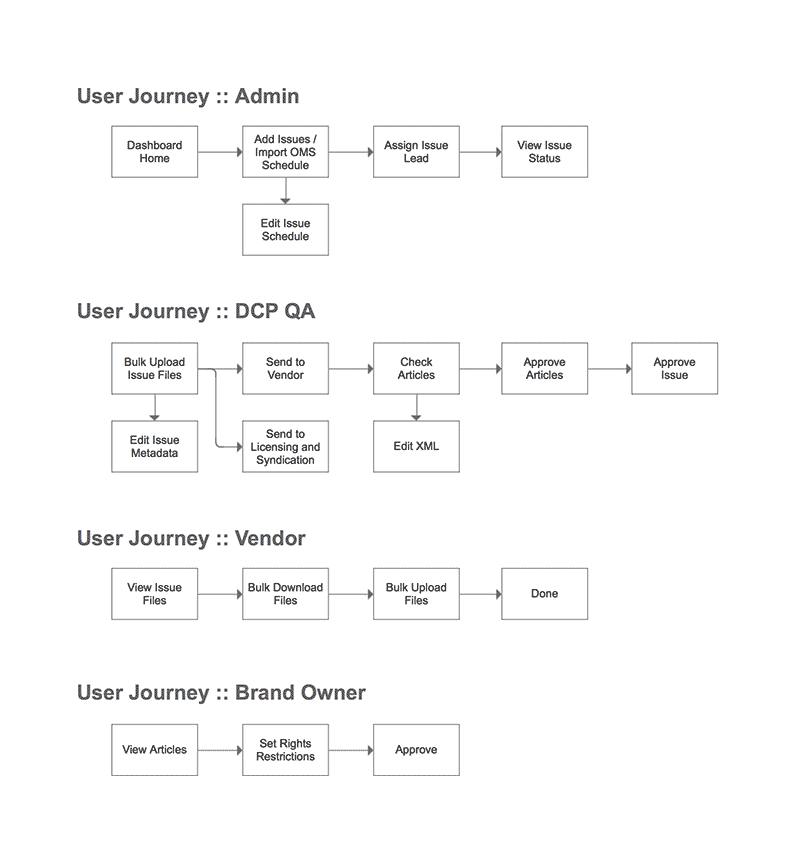 User Journey :: Admin
Dashboard
Home
Add Issues /
Import OMS
Schedule
Assign Issue
Lead
View Issue
Status
Edit Issue
Schedule
User Journey :: DCP QA
Bulk Upload
Issue Files
Send to
Vendor
Check
Articles
Approve
Articles
Approve
Issue
Edit Issue
Metadata
Send to
Licensing and
Syndication
Edit XML
User Journey :: Vendor
View Issue
Files
Bulk Download
Files
Bulk Upload
Files
Done
User Journey :: Brand Owner
View Articles
Set Rights
Restrictions
Approve